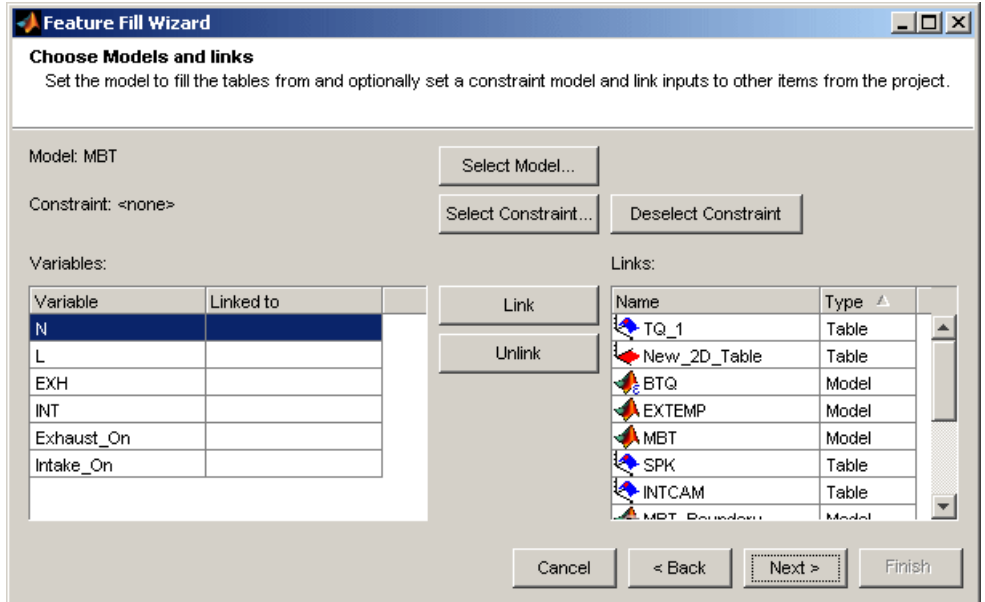 Feature Fill Wizard
Choose Models and links
Set the model to fill the tables from and optionally set a constraint model and link inputs to other items from the project.
Model: MBT
Select Model...
Constraint: <none>
Select Constraint...
Deselect Constraint
Variables:
Links:
Variable Linked to
N
L
EXH
INT
Exhaust_On
Intake_On
Link
Unlink
Name Type
TQ_1 Table
New_2D_Table Table
BTQ Model
EXTEMP Model
MBT Model
SPK Table
INTCAM Table
MBT_Boundary Model
Cancel < Back Next > Finish